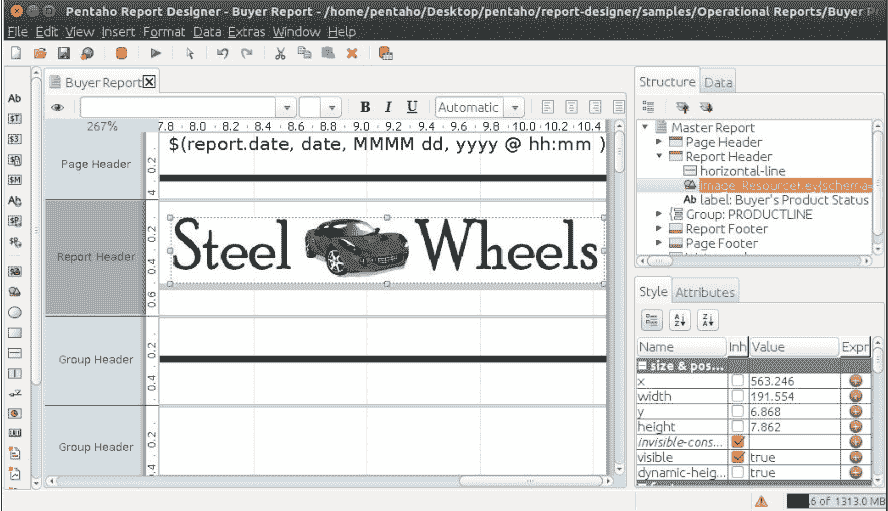 Pentaho Report Designer - Buyer Report - /home/pentaho/Desktop/pentaho/report-designer/samples/Operational Reports/Buyer
File Edit View Insert Format Data Extras Window Help
Buyer Report
B I U Automatic
267%
7.8 8.0 8.2 8.4 8.6 8.8 9.0 9.2 9.4 9.6 9.8 10.0 10.2 10.4
Page Header
$(report.date, date, MMMM dd, yyyy @ hh:mm )
Report Header
Steel Wheels
Group Header
Group Header
Structure Data
Master Report
Page Header
Report Header
horizontal-line
Ab label: Buyer's Product Status
Group: PRODUCTLINE
Report Footer
Page Footer
Style Attributes
Name Inh Value Expr
size & pos...
x 563.246
width 191.554
y 6.868
height 7.862
invisible-cons...
visible true
dynamic-heig... true
of 1313.0 MB